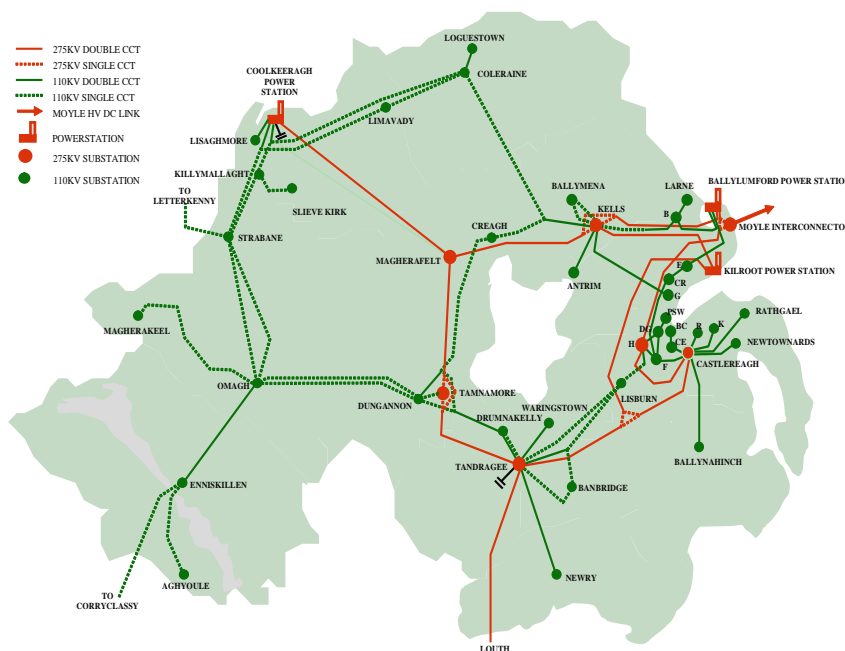 LOGUESTOWN
275KV DOUBLE CCT
275KV SINGLE CCT
110KV DOUBLE CCT
110KV SINGLE CCT
MOYLE HV DC LINK
POWERSTATION
275KV SUBSTATION
110KV SUBSTATION
COOLKEERAGH
POWER
STATION
COLERAINE
LIMAVADY
LISAGHMORE
KILLYMALLAGHT
TO
LETTERKENNY
SLIEVE KIRK
STRABANE
BALLYMENA
KELLS
LARNE
B
BALLYLUMFORD POWER STATIO
MOYLE INTERCONNECTO
CREAGH
MAGHERAFELT
ANTRIM
E
CR
G
KILROOT POWER STATION
MAGHERAKEEL
PSW
DG
BC
R
K
RATHGAEL
H
CE
NEWTOWNARDS
F
CASTLEREAGH
OMAGH
DUNGANNON
TAMNAMORE
LISBURN
WARINGSTOWN
DRUMNAKELLY
TANDRAGEE
BALLYNAHINCH
BANBRIDGE
ENNISKILLEN
AGHYOULE
NEWRY
TO
CORRYCLASSY
LOUTH